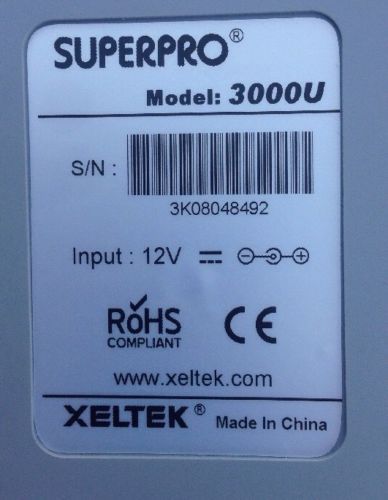 SUPERPRO®
Model: 3000U
S/N :
3K08048492
Input : 12V
RoHS
COMPLIANT
CE
www.xeltek.com
XELTEK® Made In China